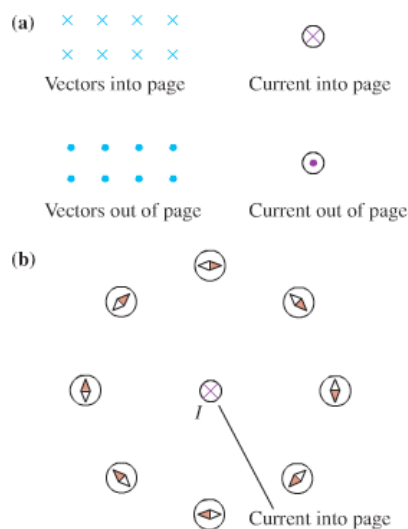 (a)
Vectors into page Current into page
Vectors out of page Current out of page
(b)
I
Current into page